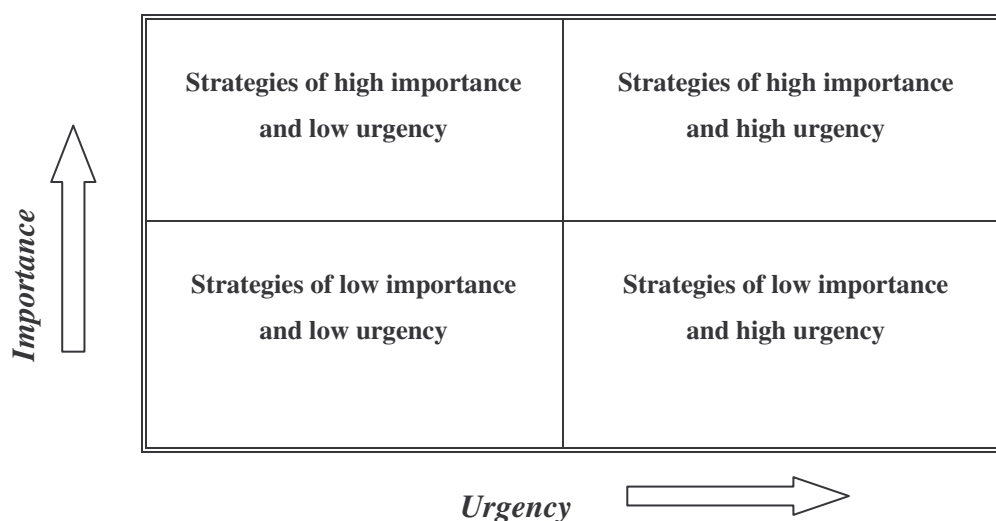 Strategies of high importance
and low urgency
Strategies of high importance
and high urgency
Importance
Strategies of low importance
and low urgency
Strategies of low importance
and high urgency
Urgency